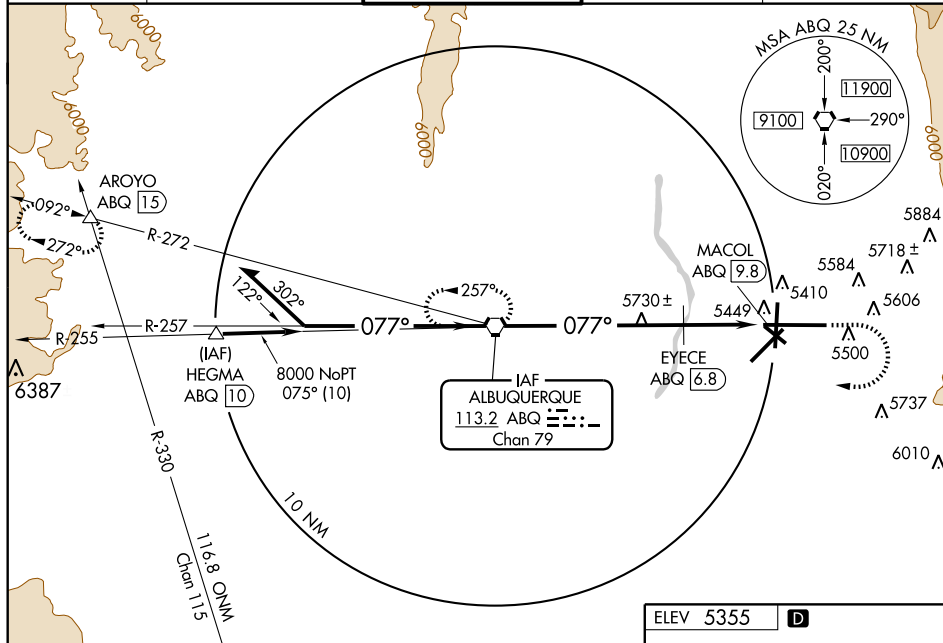 MSA ABQ 25 NM
200°
11900
9100
290°
10900
020°
6000
6000
6000
6000
AROYO
ABQ 15
092°
272°
R-272
5884
MACOL
ABQ 9.8
5718 ±
5584
5410
5606
5449
5730 ±
5500
257°
302°
122°
R-257
077°
077°
R-255
(IAF)
HEGMA
ABQ 10
8000 NoPT
075° (10)
EYECE
ABQ 6.8
6387
IAF
ALBUQUERQUE
113.2 ABQ
Chan 79
5737
6010
R-330
10 NM
116.8 ONM
Chan 115
ELEV 5355 D